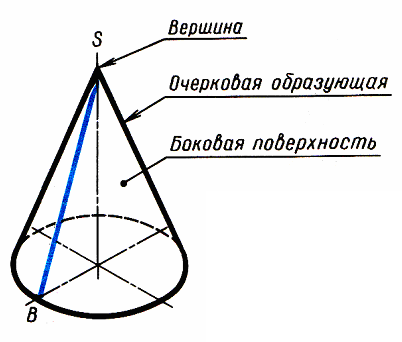 Вершина
S
Очерковая образующая
Боковая поверхность
B